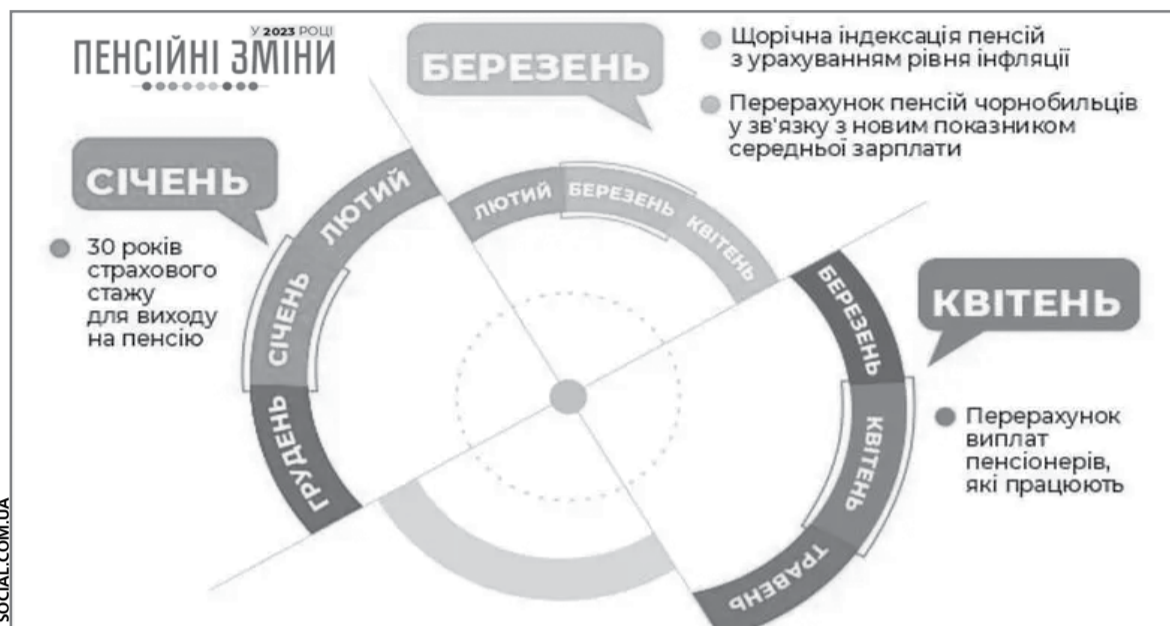 У 2023 РОЦІ
ПЕНСІЙНІ ЗМІНИ
БЕРЕЗЕНЬ
Щорічна індексація пенсій
з урахуванням рівня інфляції
Перерахунок пенсій чорнобильців
у зв'язку з новим показником
середньої зарплати
СІЧЕНЬ
30 років
страхового
стажу
для виходу
на пенсію
ЛЮТИЙ
СІЧЕНЬ
ГРУДЕНЬ
ЛЮТИЙ
БЕРЕЗЕНЬ
КВІТЕНЬ
БЕРЕЗЕНЬ
КВІТЕНЬ
ТРАВЕНЬ
КВІТЕНЬ
Перерахунок
виплат
пенсіонерів,
які працюють
SOCIAL.COM.UA